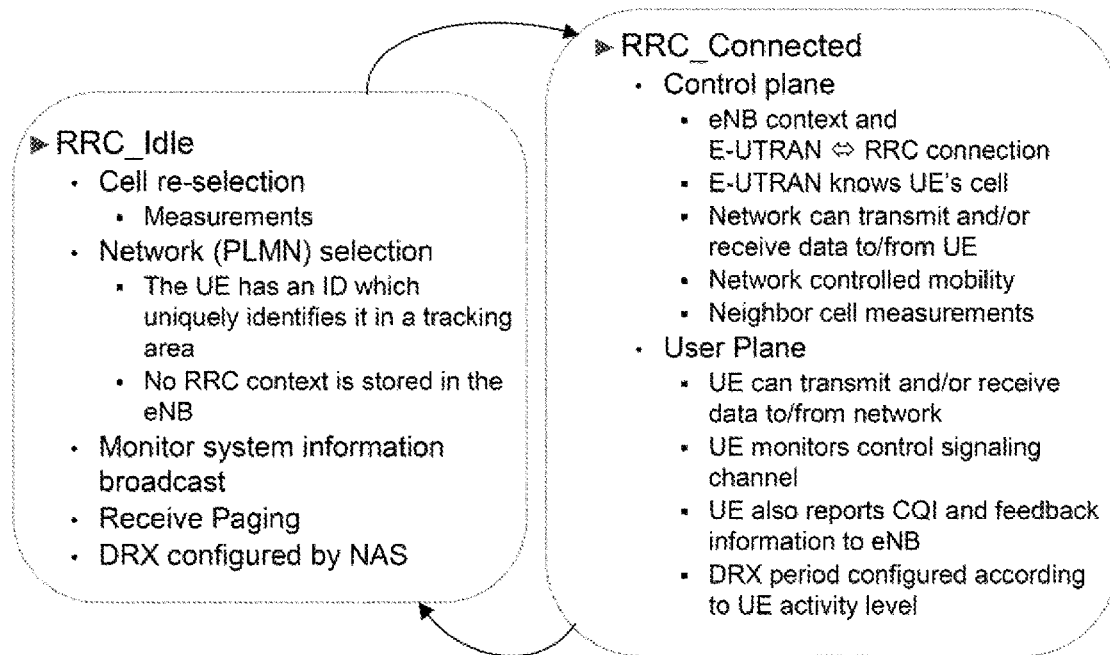 ► RRC_Idle
• Cell re-selection
▪ Measurements
• Network (PLMN) selection
▪ The UE has an ID which
uniquely identifies it in a tracking
area
▪ No RRC context is stored in the
eNB
• Monitor system information
broadcast
• Receive Paging
• DRX configured by NAS
► RRC_Connected
• Control plane
▪ eNB context and
E-UTRAN ⇔ RRC connection
▪ E-UTRAN knows UE's cell
▪ Network can transmit and/or
receive data to/from UE
▪ Network controlled mobility
▪ Neighbor cell measurements
• User Plane
▪ UE can transmit and/or receive
data to/from network
▪ UE monitors control signaling
channel
▪ UE also reports CQI and feedback
information to eNB
▪ DRX period configured according
to UE activity level